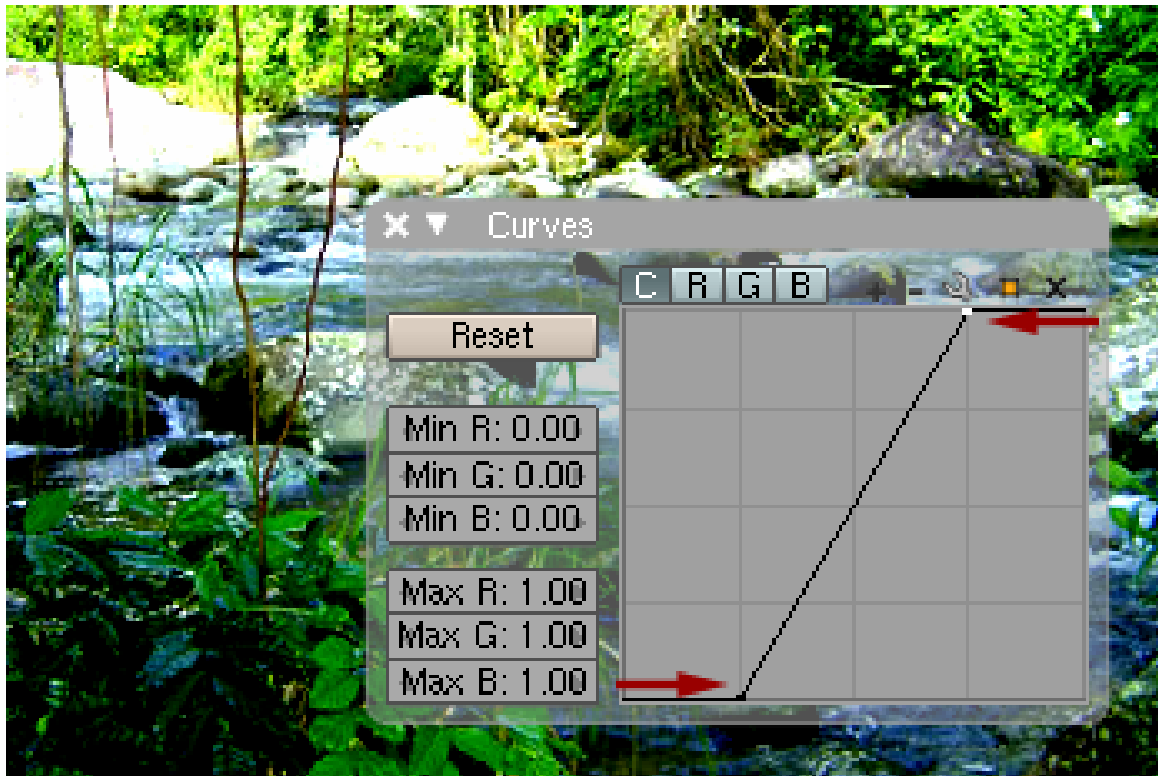 Curves
C R G B
Reset
Min R: 0.00
Min G: 0.00
Min B: 0.00
Max R: 1.00
Max G: 1.00
Max B: 1.00